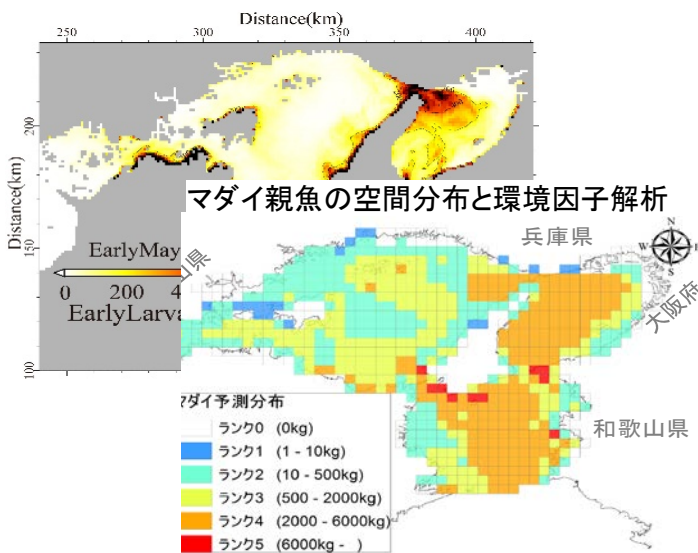 Distance(km)
250 300 350 400
Distance(km)
200
150
100
EarlyMay
0 200 4
EarlyLarva
マダイ親魚の空間分布と環境因子解析
兵庫県
山県
N
W E
S
大阪府
和歌山県
マダイ予測分布
ランク0 (0kg)
ランク1 (1 - 10kg)
ランク2 (10 - 500kg)
ランク3 (500 - 2000kg)
ランク4 (2000 - 6000kg)
ランク5 (6000kg - )